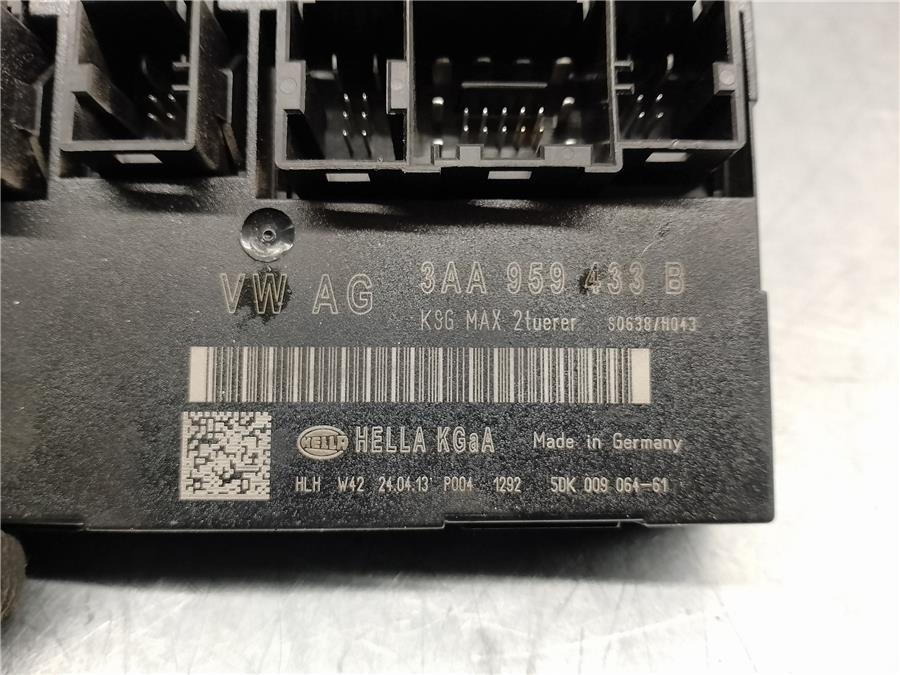 VW AG 3AA 959 433 B
KSG MAX 2tuerer S0638/H043
HELLA HELLA KGaA Made in Germany
HLH W42 24.04.13 P004 1292 5DK 009 064-61